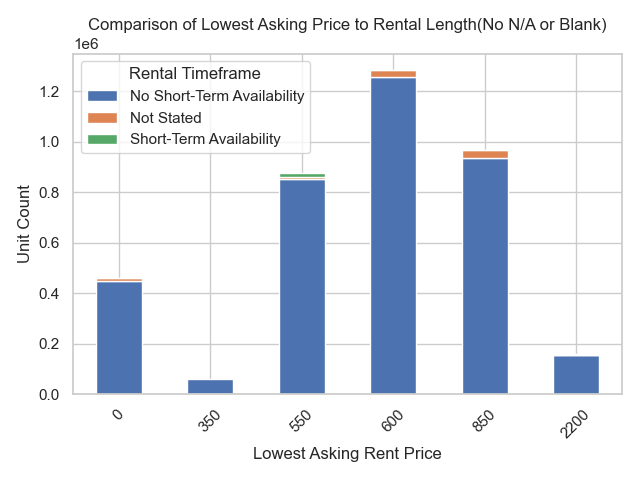 Comparison of Lowest Asking Price to Rental Length(No N/A or Blank)
1e6
Rental Timeframe
No Short-Term Availability
Not Stated
Short-Term Availability
1.2
1.0
0.8
0.6
0.4
0.2
0.0
Unit Count
0 350 550 600 850 2200
Lowest Asking Rent Price